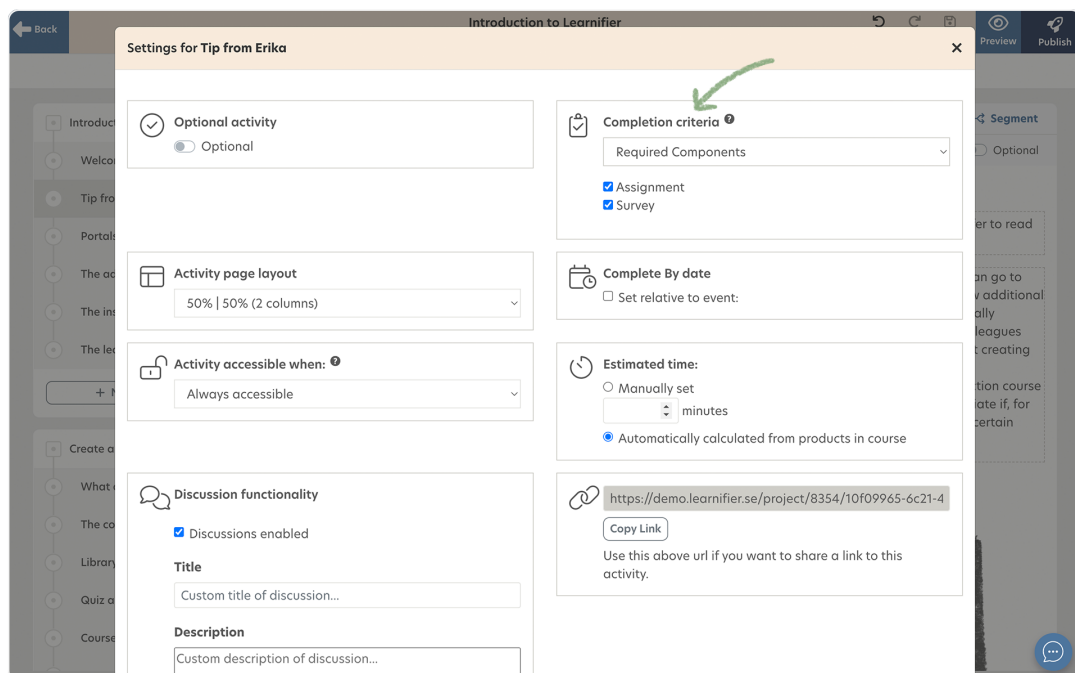 Back
Introduction to Learnifier
Preview
Publish
Settings for Tip from Erika
Optional activity
Optional
Completion criteria
Required Components
Assignment
Survey
Activity page layout
50% | 50% (2 columns)
Complete By date
Set relative to event:
Activity accessible when:
Always accessible
Estimated time:
Manually set
minutes
Automatically calculated from products in course
Discussion functionality
Discussions enabled
Title
Custom title of discussion...
Description
Custom description of discussion...
https://demo.learnifier.se/project/8354/10f09965-6c21-4
Copy Link
Use this above url if you want to share a link to this
activity.
Introduct
Welcon
Tip fro
Portals
The ad
The ins
The lea
Create a
What
The co
Library
Quiz a
Course
Segment
Optional
er to read
an go to
additional
ally
leagues
t creating
tion course
iate if, for
certain